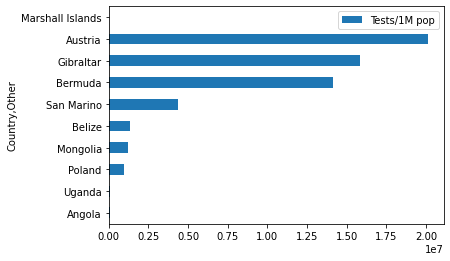 Marshall Islands
Austria
Gibraltar
Bermuda
San Marino
Belize
Mongolia
Poland
Uganda
Angola
Country,Other
Tests/1M pop
0.00 0.25 0.50 0.75 1.00 1.25 1.50 1.75 2.00
1e7